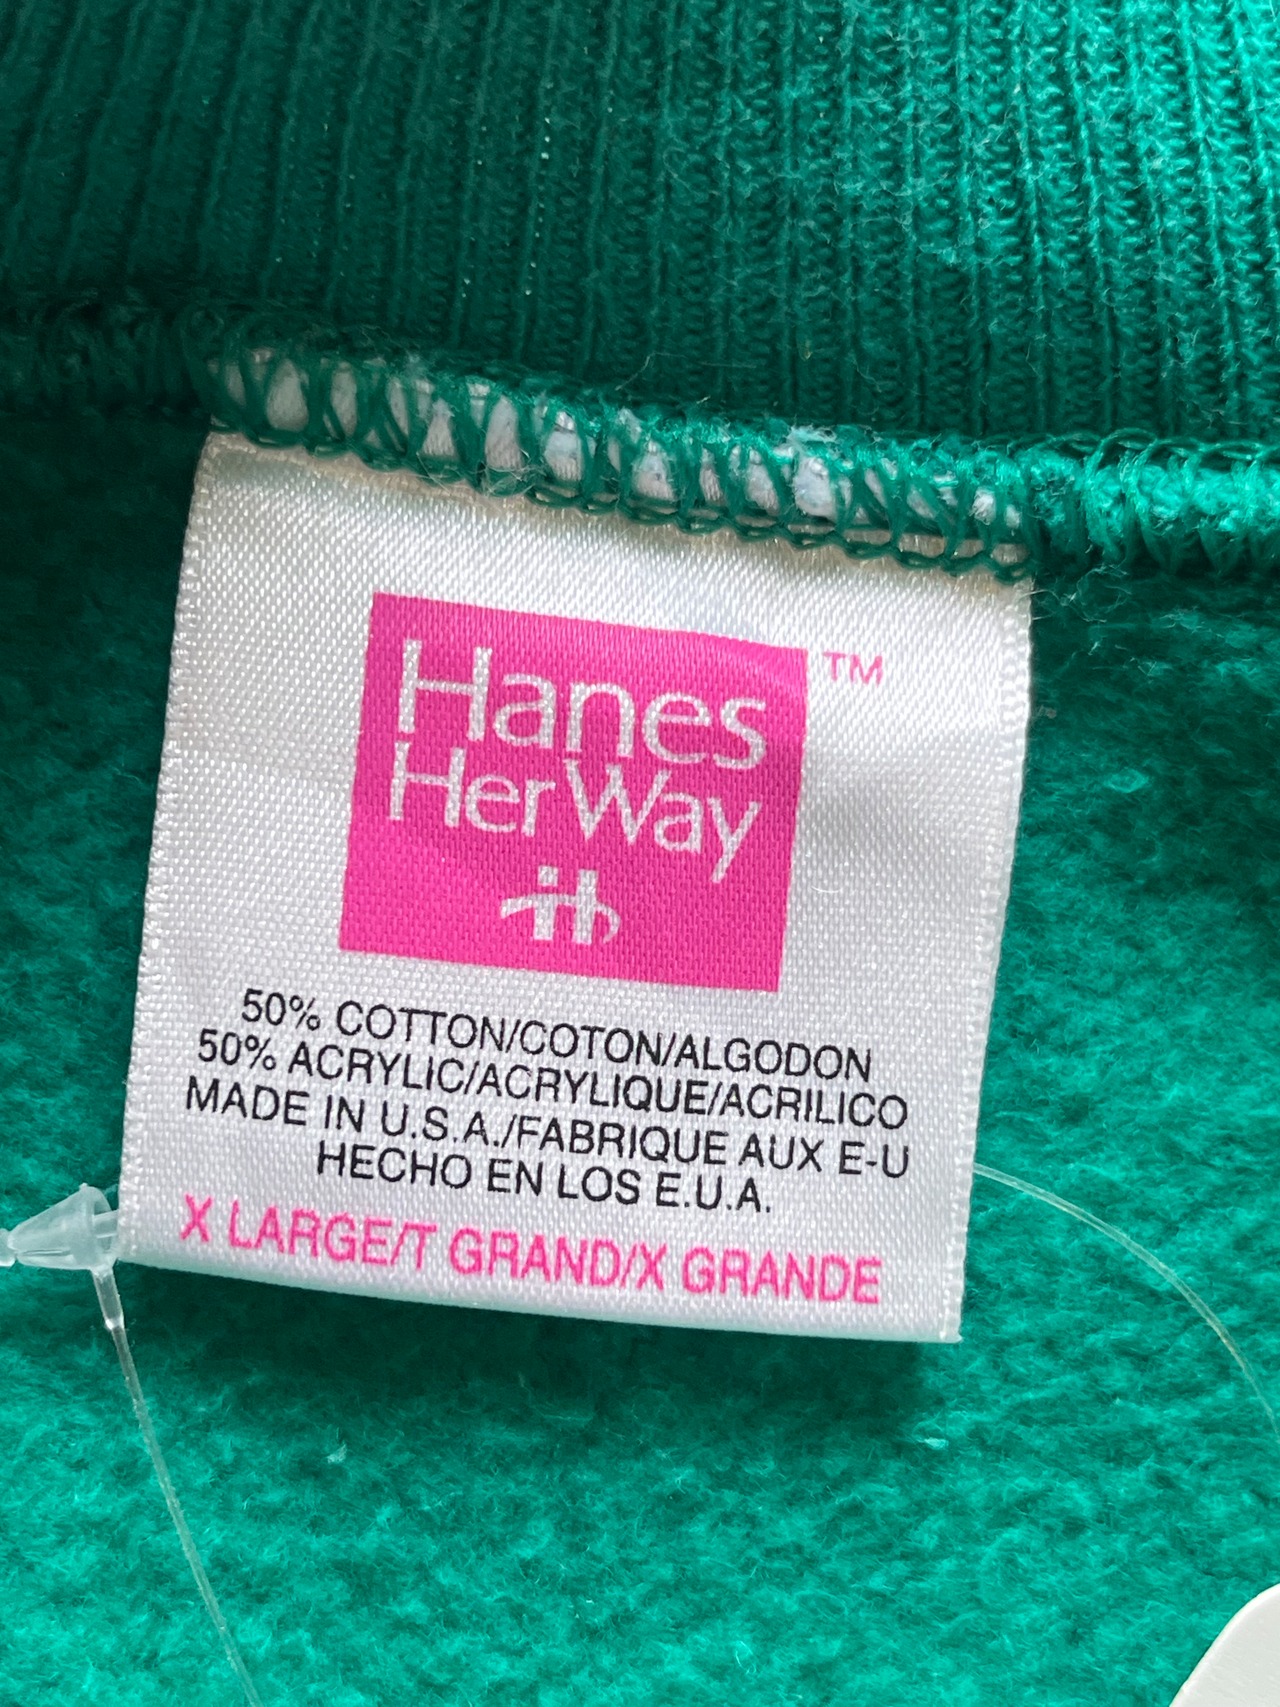 Hanes
Her Way
TM
50% COTTON/COTON/ALGODON
50% ACRYLIC/ACRYLIQUE/ACRILICO
MADE IN U.S.A./FABRIQUE AUX E-U
HECHO EN LOS E.U.A.
X LARGE/T GRAND/X GRANDE